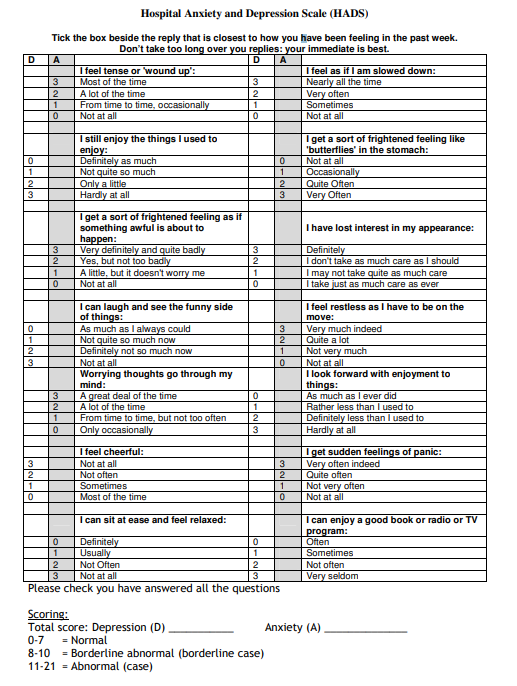 Hospital Anxiety and Depression Scale (HADS)
Tick the box beside the reply that is closest to how you have been feeling in the past week.
Don't take too long over you replies: your immediate is best.
D A D A
I feel tense or 'wound up': I feel as if I am slowed down:
3 Most of the time 3 Nearly all the time
2 A lot of the time 2 Very often
1 From time to time, occasionally 1 Sometimes
0 Not at all 0 Not at all
I still enjoy the things I used to I get a sort of frightened feeling like
enjoy: 'butterflies' in the stomach:
0 Definitely as much 0 Not at all
1 Not quite so much 1 Occasionally
2 Only a little 2 Quite Often
3 Hardly at all 3 Very Often
I get a sort of frightened feeling as if
something awful is about to I have lost interest in my appearance:
happen:
3 Very definitely and quite badly 3 Definitely
2 Yes, but not too badly 2 I don't take as much care as I should
1 A little, but it doesn't worry me 1 I may not take quite as much care
0 Not at all 0 I take just as much care as ever
I can laugh and see the funny side I feel restless as I have to be on the
of things: move:
0 As much as I always could 3 Very much indeed
1 Not quite so much now 2 Quite a lot
2 Definitely not so much now 1 Not very much
3 Not at all 0 Not at all
Worrying thoughts go through my I look forward with enjoyment to
mind: things:
3 A great deal of the time 0 As much as I ever did
2 A lot of the time 1 Rather less than I used to
1 From time to time, but not too often 2 Definitely less than I used to
0 Only occasionally 3 Hardly at all
I feel cheerful: I get sudden feelings of panic:
3 Not at all 3 Very often indeed
2 Not often 2 Quite often
1 Sometimes 1 Not very often
0 Most of the time 0 Not at all
I can sit at ease and feel relaxed: I can enjoy a good book or radio or TV
program:
0 Definitely 0 Often
1 Usually 1 Sometimes
2 Not Often 2 Not often
3 Not at all 3 Very seldom
Please check you have answered all the questions
Scoring:
Total score: Depression (D) ___________ Anxiety (A) ______________
0-7 = Normal
8-10 = Borderline abnormal (borderline case)
11-21 = Abnormal (case)